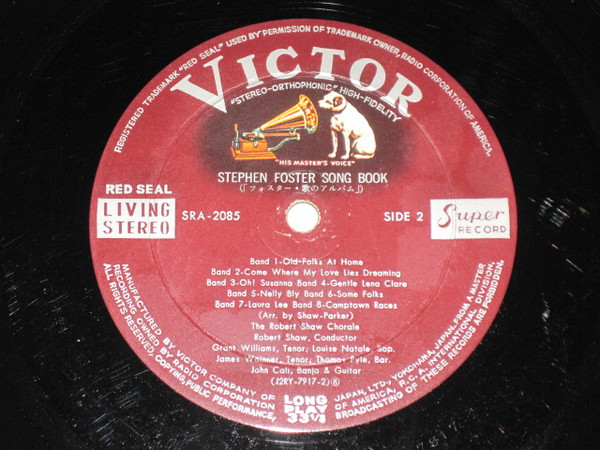 REGISTERED TRADEMARK "RED SEAL" USED BY PERMISSION OF TRADEMARK OWNER, RADIO CORPORATION OF AMERICA.
VICTOR
"STEREO-ORTHOPHONIC" HIGH-FIDELITY
"HIS MASTER'S VOICE"
STEPHEN FOSTER SONG BOOK
(「フォスター・歌のアルバム」)
RED SEAL
LIVING STEREO
SRA-2085
SIDE 2
Super RECORD
Band 1-Old-Folks At Home
Band 2-Come Where My Love Lies Dreaming
Band 3-Oh! Susanna Band 4-Gentle Lena Clare
Band 5-Nelly Bly Band 6-Some Folks
Band 7-Laura Lee Band 8-Camptown Races
(Arr. by Shaw-Parker)
The Robert Shaw Chorale
Robert Shaw, Conductor
Grant Williams, Tenor; Louise Natale, Sop.
James Wainner, Tenor; Thomas Pyle, Bar.
John Cali, Banjo & Guitar
(J2RY-7917-2) Ⓡ
LONG PLAY 33 1/3
MANUFACTURED BY VICTOR COMPANY OF JAPAN, LTD., YOKOHAMA, JAPAN, FROM A MASTER
RECORDING OWNED BY RADIO CORPORATION OF AMERICA, R.C.A. INTERNATIONAL DIVISION.
ALL RIGHTS RESERVED. COPYING, PUBLIC PERFORMANCE, BROADCASTING OF THESE RECORD ARE FORBIDDEN.